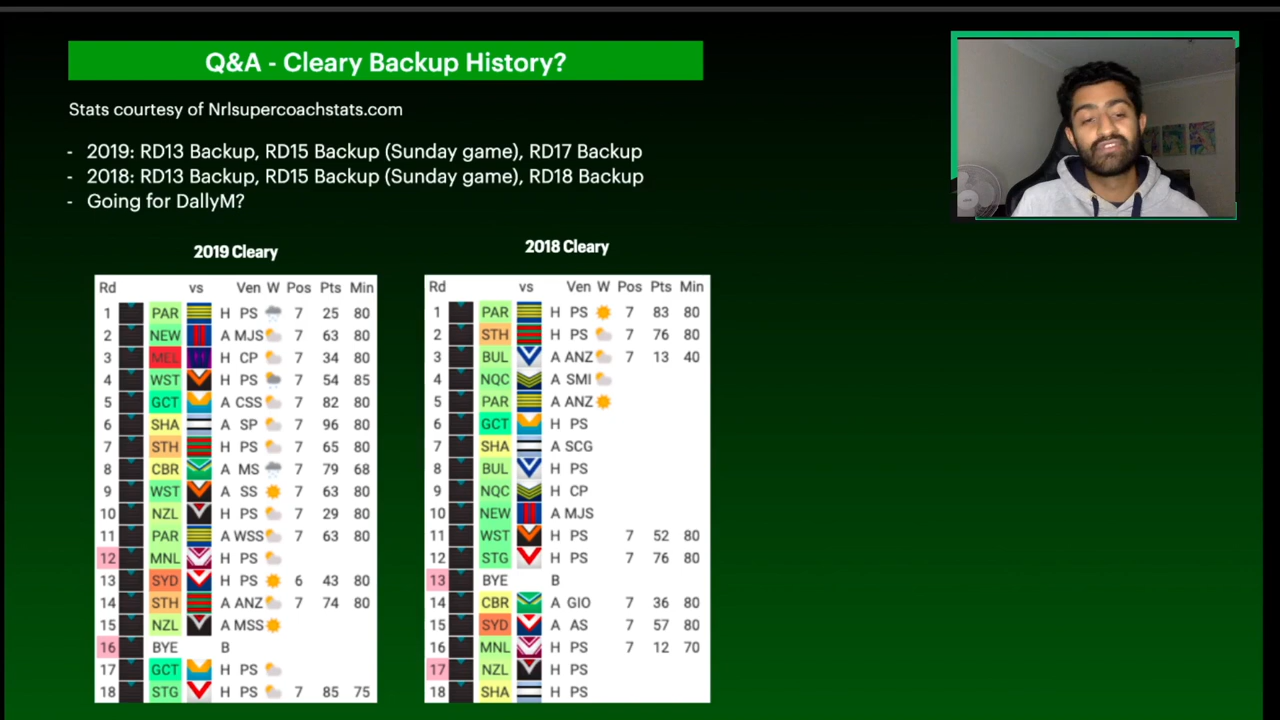 Q&A - Cleary Backup History?
Stats courtesy of Nrlsupercoachstats.com
- 2019: RD13 Backup, RD15 Backup (Sunday game), RD17 Backup
- 2018: RD13 Backup, RD15 Backup (Sunday game), RD18 Backup
- Going for DallyM?
2019 Cleary
Rd vs Ven W Pos Pts Min
1 PAR H PS 7 25 80
2 NEW A MJS 7 63 80
3 MEL H CP 7 34 80
4 WST H PS 7 54 85
5 GCT A CSS 7 82 80
6 SHA A SP 7 96 80
7 STH H PS 7 65 80
8 CBR A MS 7 79 68
9 WST A SS 7 63 80
10 NZL H PS 7 29 80
11 PAR A WSS 7 63 80
12 MNL H PS
13 SYD H PS 6 43 80
14 STH A ANZ 7 74 80
15 NZL A MSS
16 BYE B
17 GCT H PS
18 STG H PS 7 85 75
2018 Cleary
Rd vs Ven W Pos Pts Min
1 PAR H PS 7 83 80
2 STH H PS 7 76 80
3 BUL A ANZ 7 13 40
4 NQC A SMI
5 PAR A ANZ
6 GCT H PS
7 SHA A SCG
8 BUL H PS
9 NQC H CP
10 NEW A MJS
11 WST H PS 7 52 80
12 STG H PS 7 76 80
13 BYE B
14 CBR A GIO 7 36 80
15 SYD A AS 7 57 80
16 MNL H PS 7 12 70
17 NZL H PS
18 SHA H PS